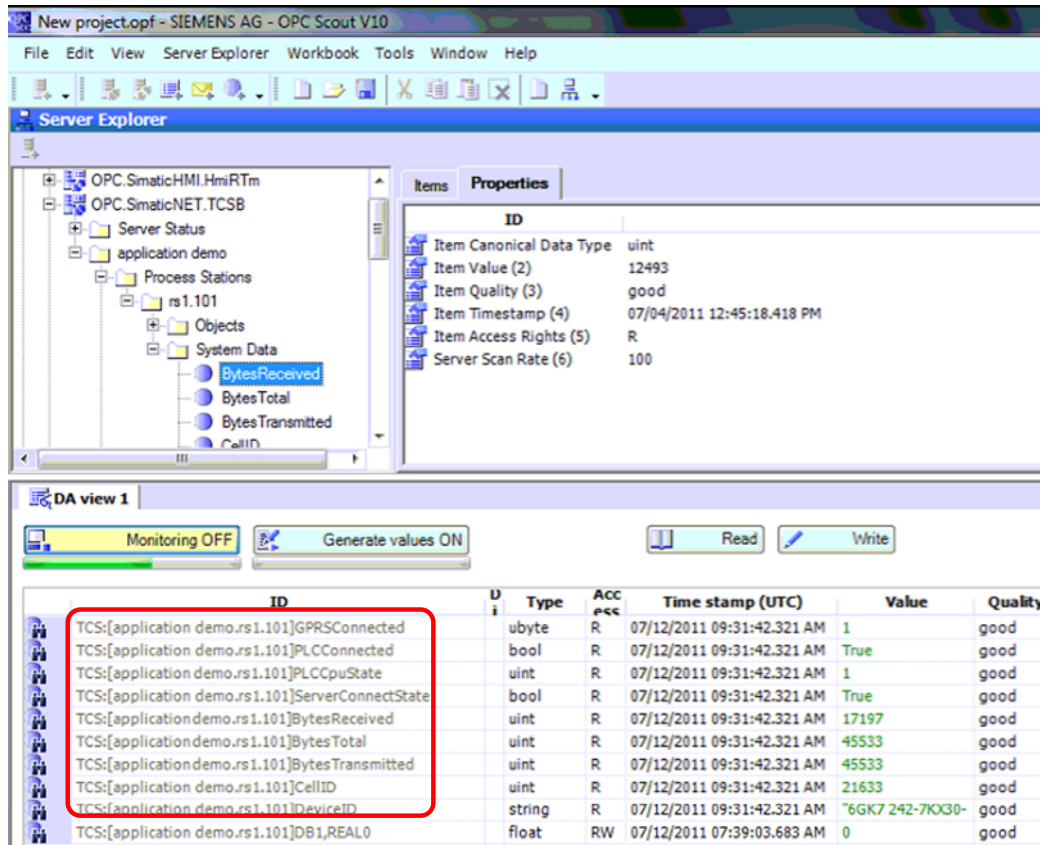 New project.opf - SIEMENS AG - OPC Scout V10
File Edit View Server Explorer Workbook Tools Window Help
Server Explorer
OPC.SimaticHMI.HmiRTm
OPC.SimaticNET.TCSB
Server Status
application demo
Process Stations
rs1.101
Objects
System Data
BytesReceived
BytesTotal
BytesTransmitted
CellID
Items Properties
ID
Item Canonical Data Type uint
Item Value (2) 12493
Item Quality (3) good
Item Timestamp (4) 07/04/2011 12:45:18.418 PM
Item Access Rights (5) R
Server Scan Rate (6) 100
DA view 1
Monitoring OFF Generate values ON Read Write
ID Di Type Access Time stamp (UTC) Value Quality
TCS:[application demo.rs1.101]GPRSConnected ubyte R 07/12/2011 09:31:42.321 AM 1 good
TCS:[application demo.rs1.101]PLCConnected bool R 07/12/2011 09:31:42.321 AM True good
TCS:[application demo.rs1.101]PLCCpuState uint R 07/12/2011 09:31:42.321 AM 1 good
TCS:[application demo.rs1.101]ServerConnectState bool R 07/12/2011 09:31:42.321 AM True good
TCS:[application demo.rs1.101]BytesReceived uint R 07/12/2011 09:31:42.321 AM 17197 good
TCS:[application demo.rs1.101]BytesTotal uint R 07/12/2011 09:31:42.321 AM 45533 good
TCS:[application demo.rs1.101]BytesTransmitted uint R 07/12/2011 09:31:42.321 AM 45533 good
TCS:[application demo.rs1.101]CellID uint R 07/12/2011 09:31:42.321 AM 21633 good
TCS:[application demo.rs1.101]DeviceID string R 07/12/2011 09:31:42.321 AM "6GK7 242-7KX30- good
TCS:[application demo.rs1.101]DB1,REAL0 float RW 07/12/2011 07:39:03.683 AM 0 good